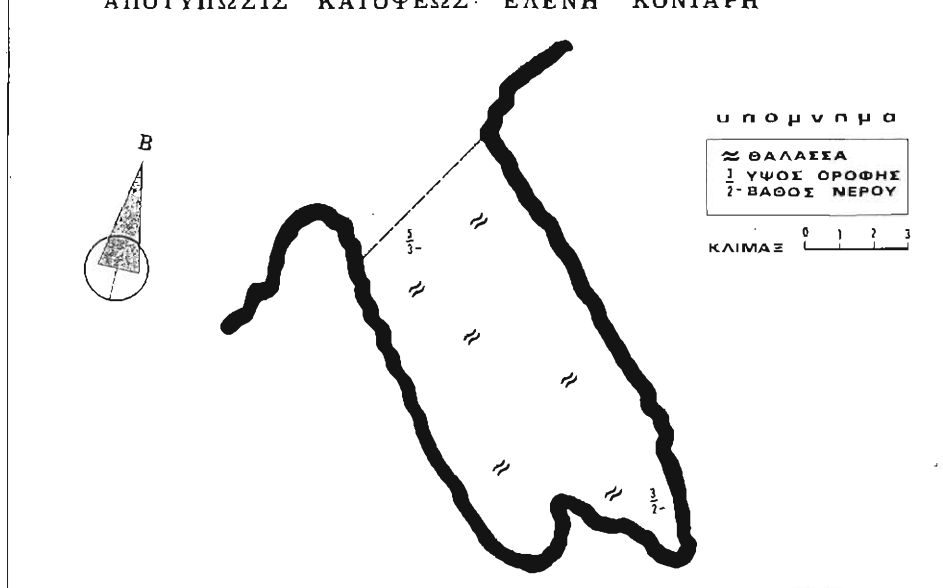 ΑΠΟΤΥΠΩΣΙΣ ΚΑΤΟΨΕΩΣ· ΕΛΕΝΗ ΚΟΝΙΑΡΗ
Β
υπομνημα
≈ ΘΑΛΑΣΣΑ
1 ΥΨΟΣ ΟΡΟΦΗΣ
2- ΒΑΘΟΣ ΝΕΡΟΥ
ΚΛΙΜΑΞ 0 1 2 3
5
3-
3
2-